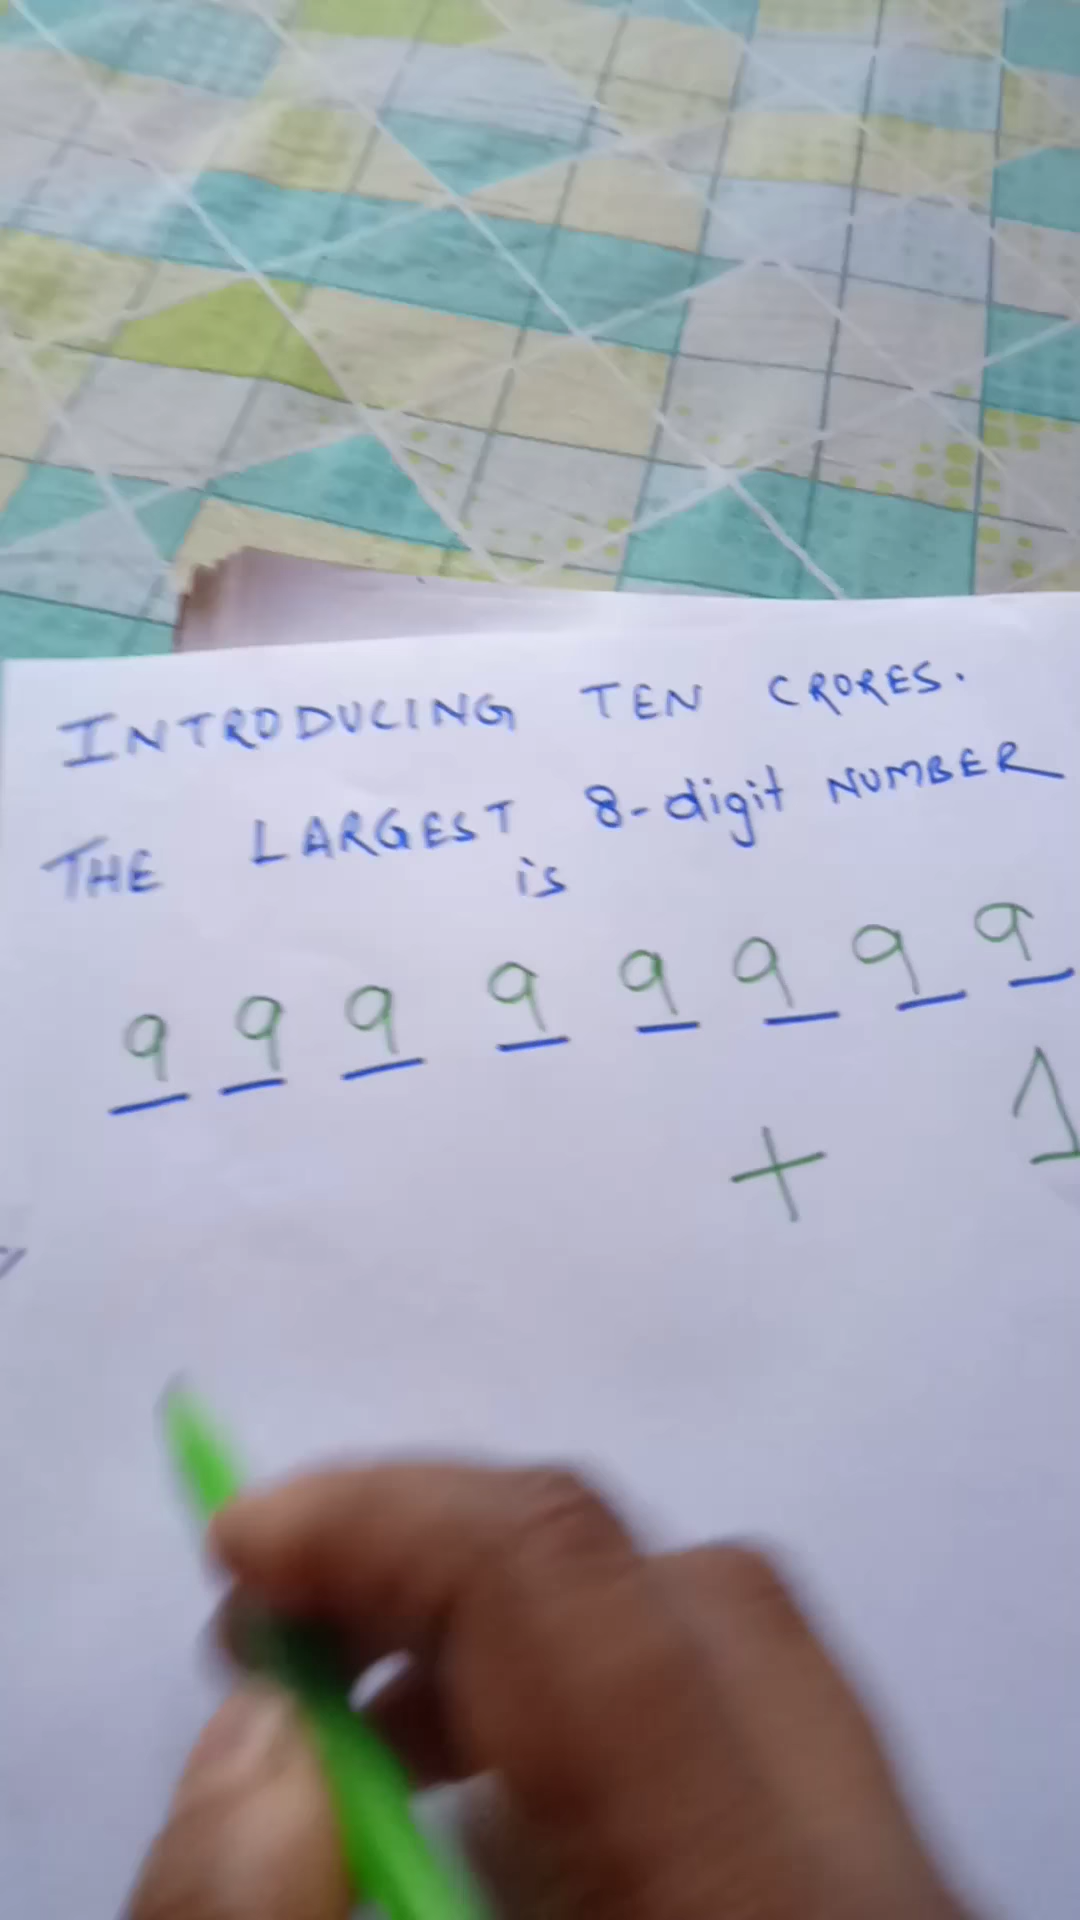 INTRODUCING TEN CRORES.
THE LARGEST 8-digit NUMBER
is
9 9 9 9 9 9 9 9
+ 1